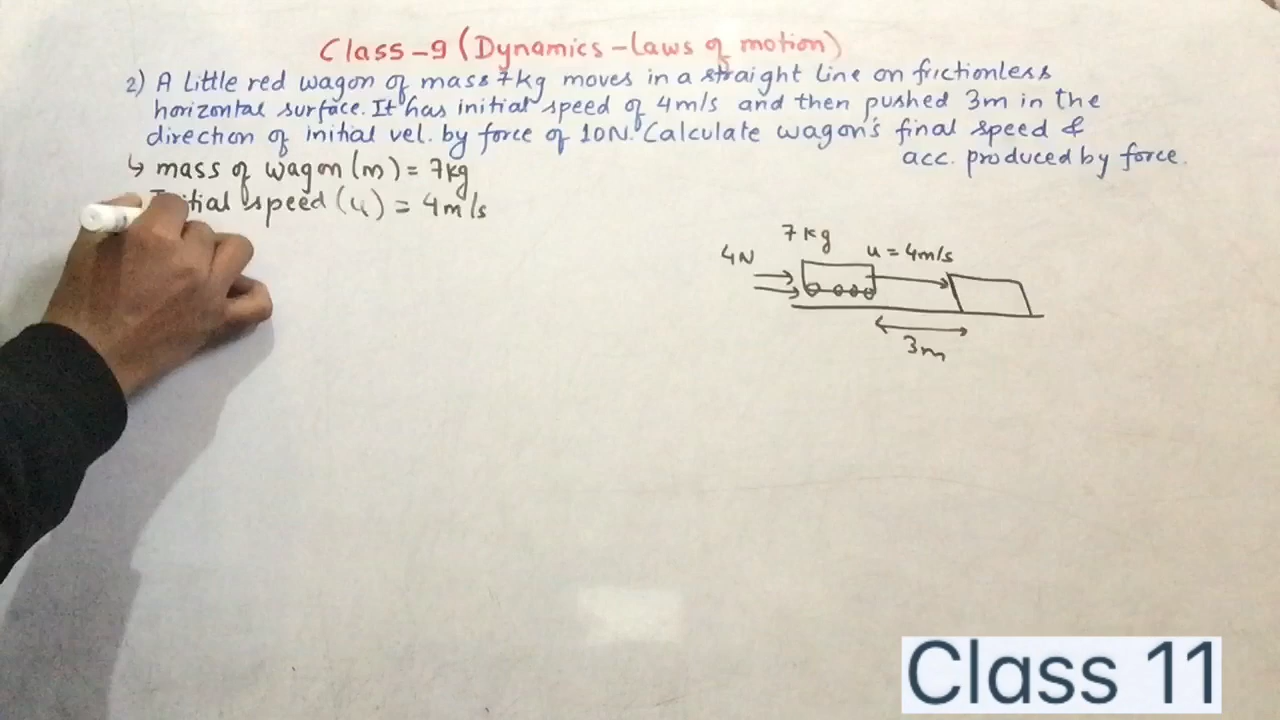 Class-9 (Dynamics-Laws of motion)
2) A Little red wagon of mass 7kg moves in a straight line on frictionless
horizontal surface. It has initial speed of 4m/s and then pushed 3m in the
direction of initial vel. by force of 10N. Calculate wagon's final speed &
acc. produced by force.
↳ mass of wagon (m) = 7kg
speed (u) = 4m/s
7kg
4N
u = 4m/s
3m
Class 11